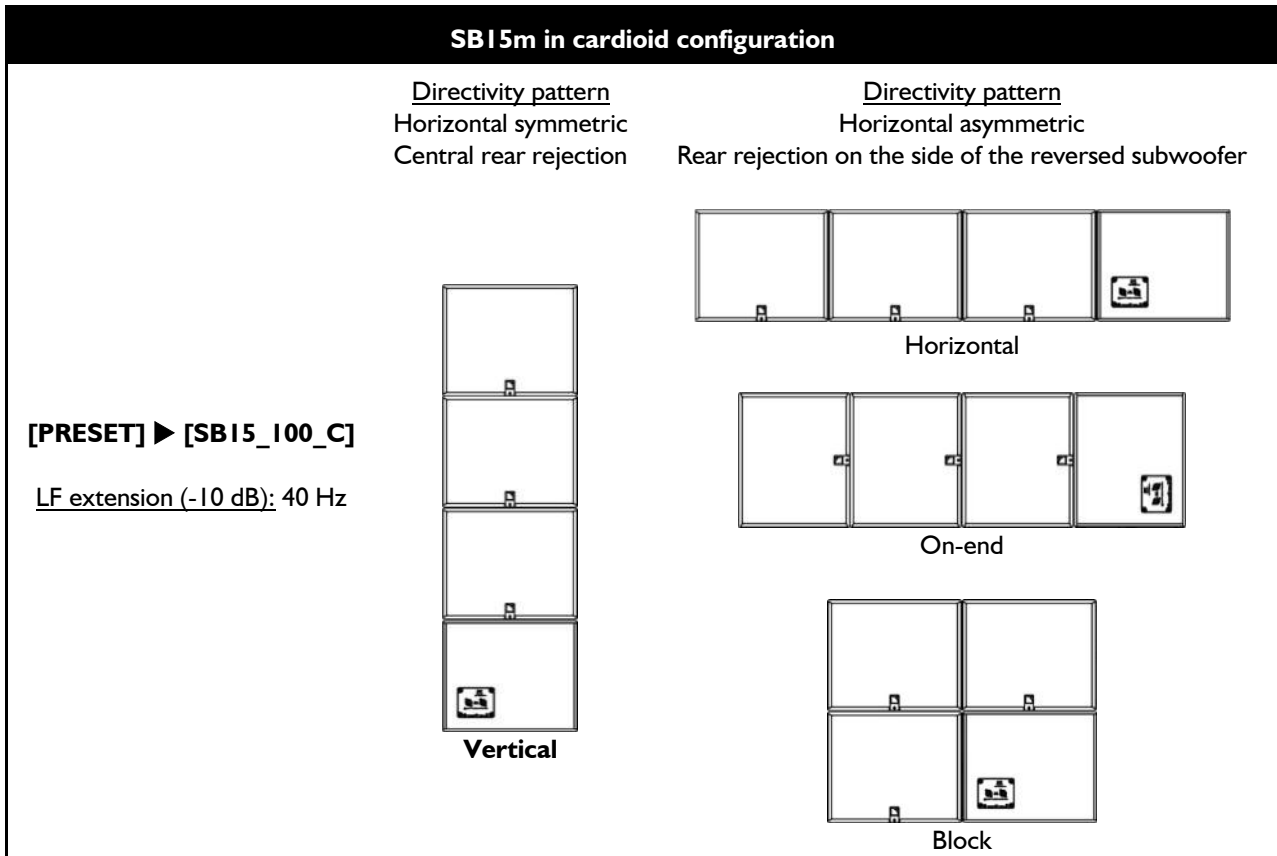 SB15m in cardioid configuration
Directivity pattern
Horizontal symmetric
Central rear rejection
Directivity pattern
Horizontal asymmetric
Rear rejection on the side of the reversed subwoofer
[PRESET] ▶ [SB15_100_C]
LF extension (-10 dB): 40 Hz
Vertical
Horizontal
On-end
Block